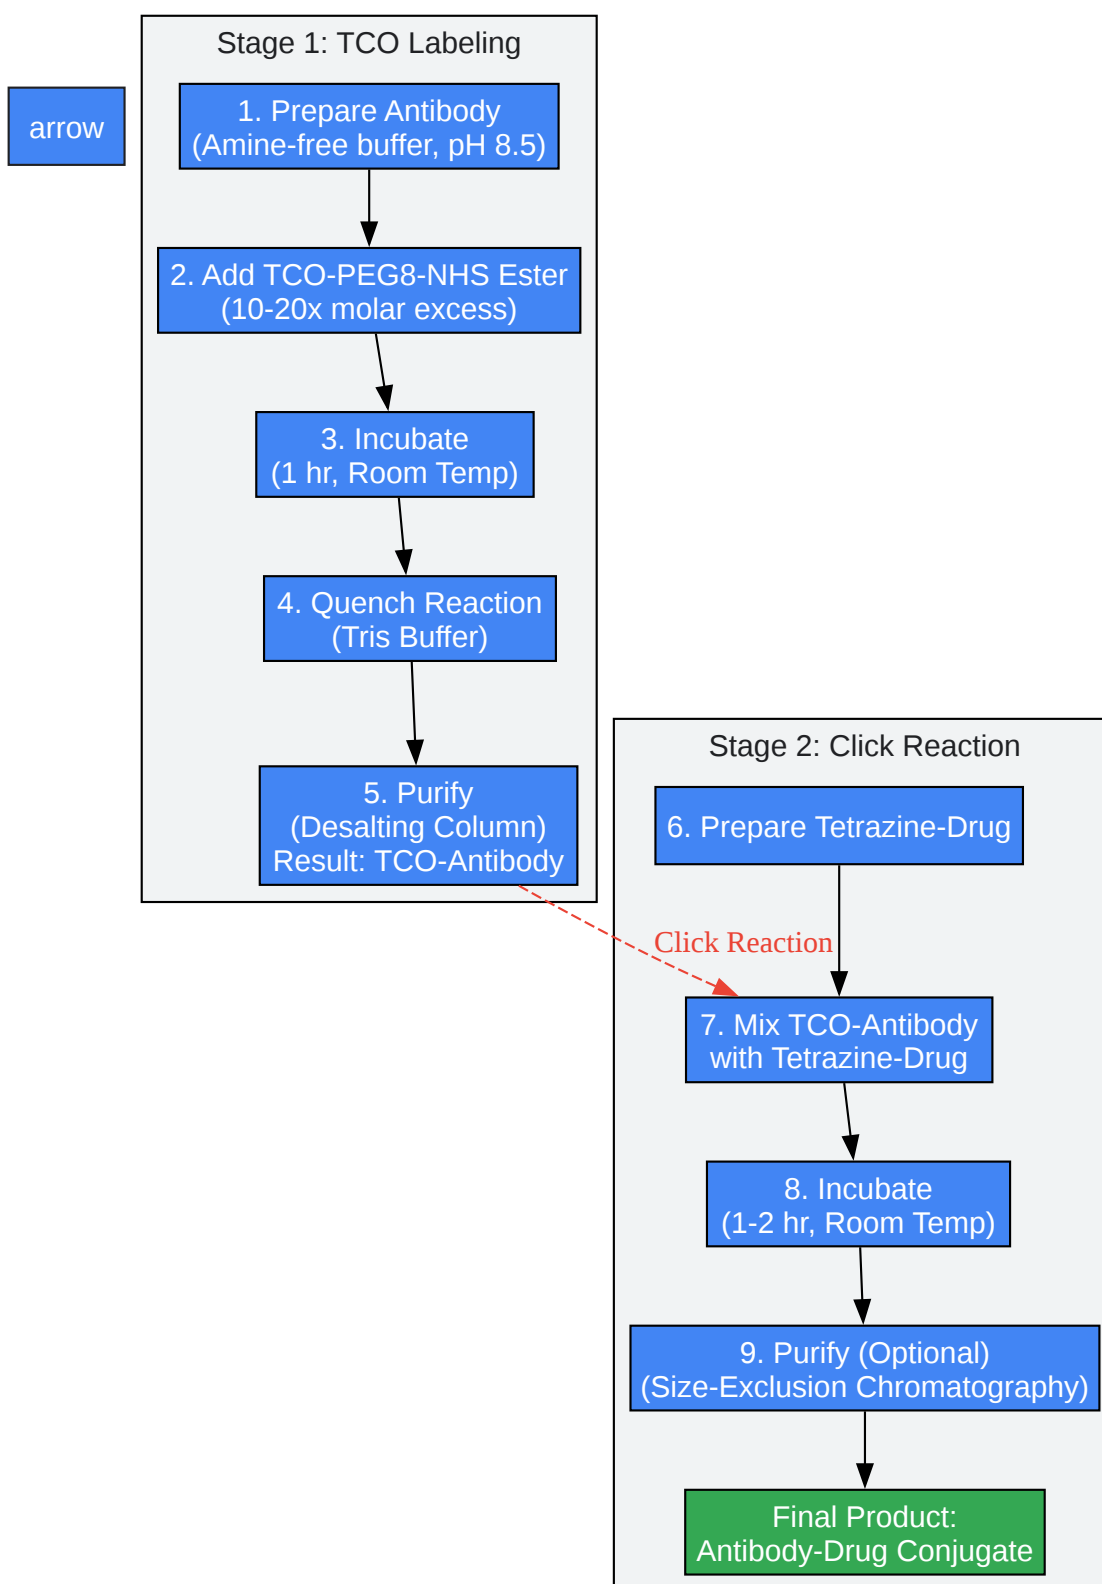 Stage 1: TCO Labeling
arrow
1. Prepare Antibody
(Amine-free buffer, pH 8.5)
2. Add TCO-PEG8-NHS Ester
(10-20x molar excess)
3. Incubate
(1 hr, Room Temp)
4. Quench Reaction
(Tris Buffer)
5. Purify
(Desalting Column)
Result: TCO-Antibody
Stage 2: Click Reaction
6. Prepare Tetrazine-Drug
Click Reaction
7. Mix TCO-Antibody
with Tetrazine-Drug
8. Incubate
(1-2 hr, Room Temp)
9. Purify (Optional)
(Size-Exclusion Chromatography)
Final Product:
Antibody-Drug Conjugate